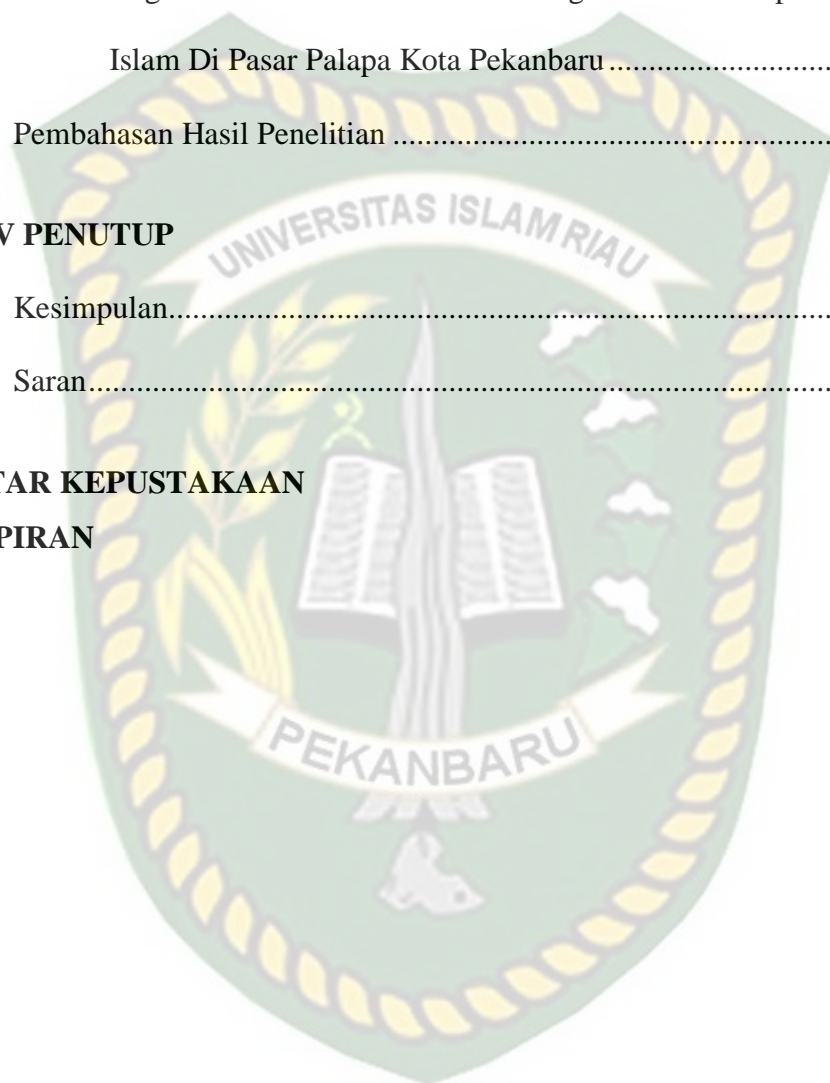 Islam Di Pasar Palapa Kota Pekanbaru..........................
Pembahasan Hasil Penelitian......................................................
UNIVERSITAS ISLAM RIAU
V PENUTUP
Kesimpulan..................................................................................
Saran............................................................................................
TAR KEPUSTAKAAN
PIRAN
PEKANBARU